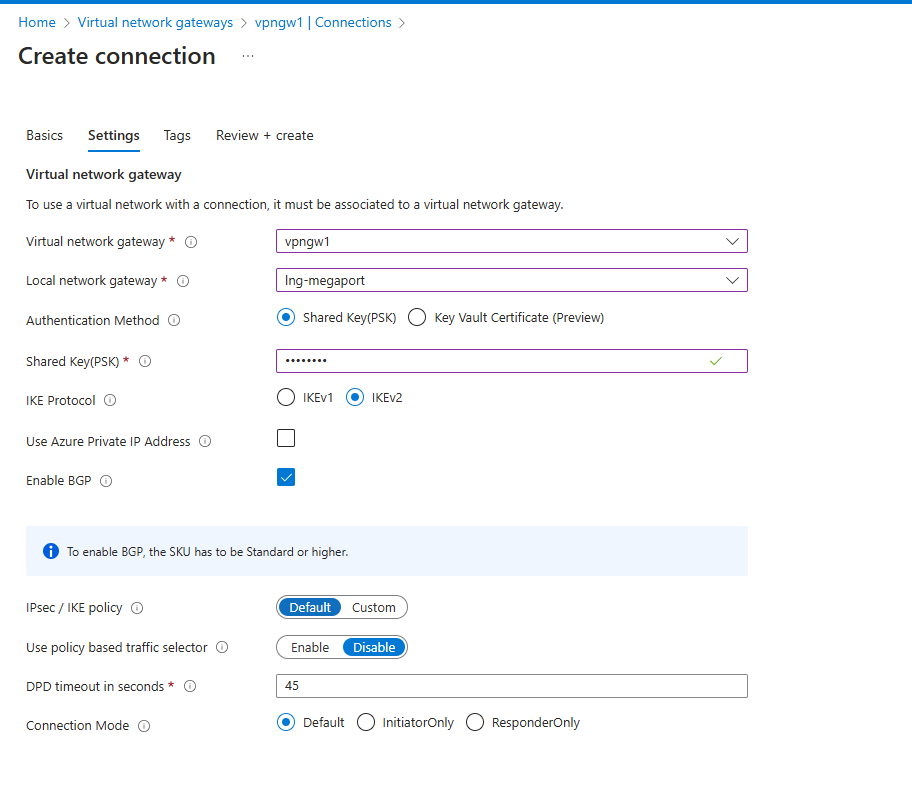 Home > Virtual network gateways > vpngw1 | Connections >
Create connection ...
Basics Settings Tags Review + create
Virtual network gateway
To use a virtual network with a connection, it must be associated to a virtual network gateway.
Virtual network gateway * vpngw1
Local network gateway * lng-megaport
Authentication Method Shared Key(PSK) Key Vault Certificate (Preview)
Shared Key(PSK) * ••••••••
IKE Protocol IKEv1 IKEv2
Use Azure Private IP Address
Enable BGP
To enable BGP, the SKU has to be Standard or higher.
IPsec / IKE policy Default Custom
Use policy based traffic selector Enable Disable
DPD timeout in seconds * 45
Connection Mode Default InitiatorOnly ResponderOnly